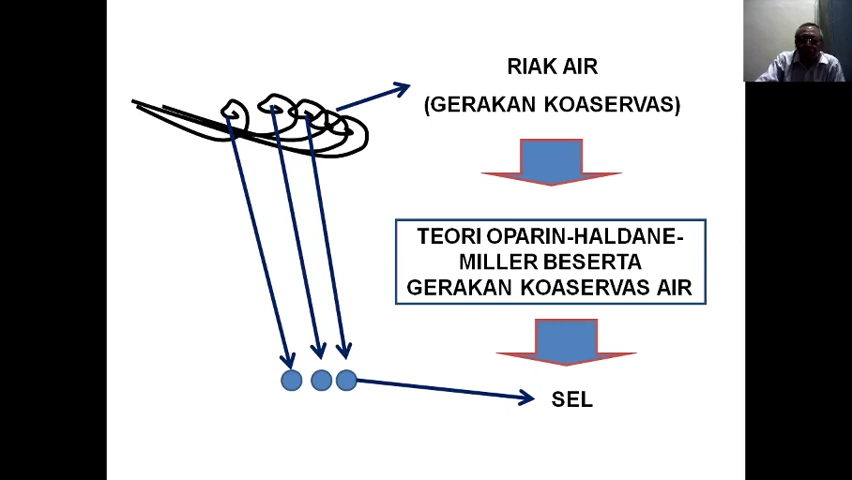 RIAK AIR
(GERAKAN KOASERVAS)
TEORI OPARIN-HALDANE-
MILLER BESERTA
GERAKAN KOASERVAS AIR
SEL